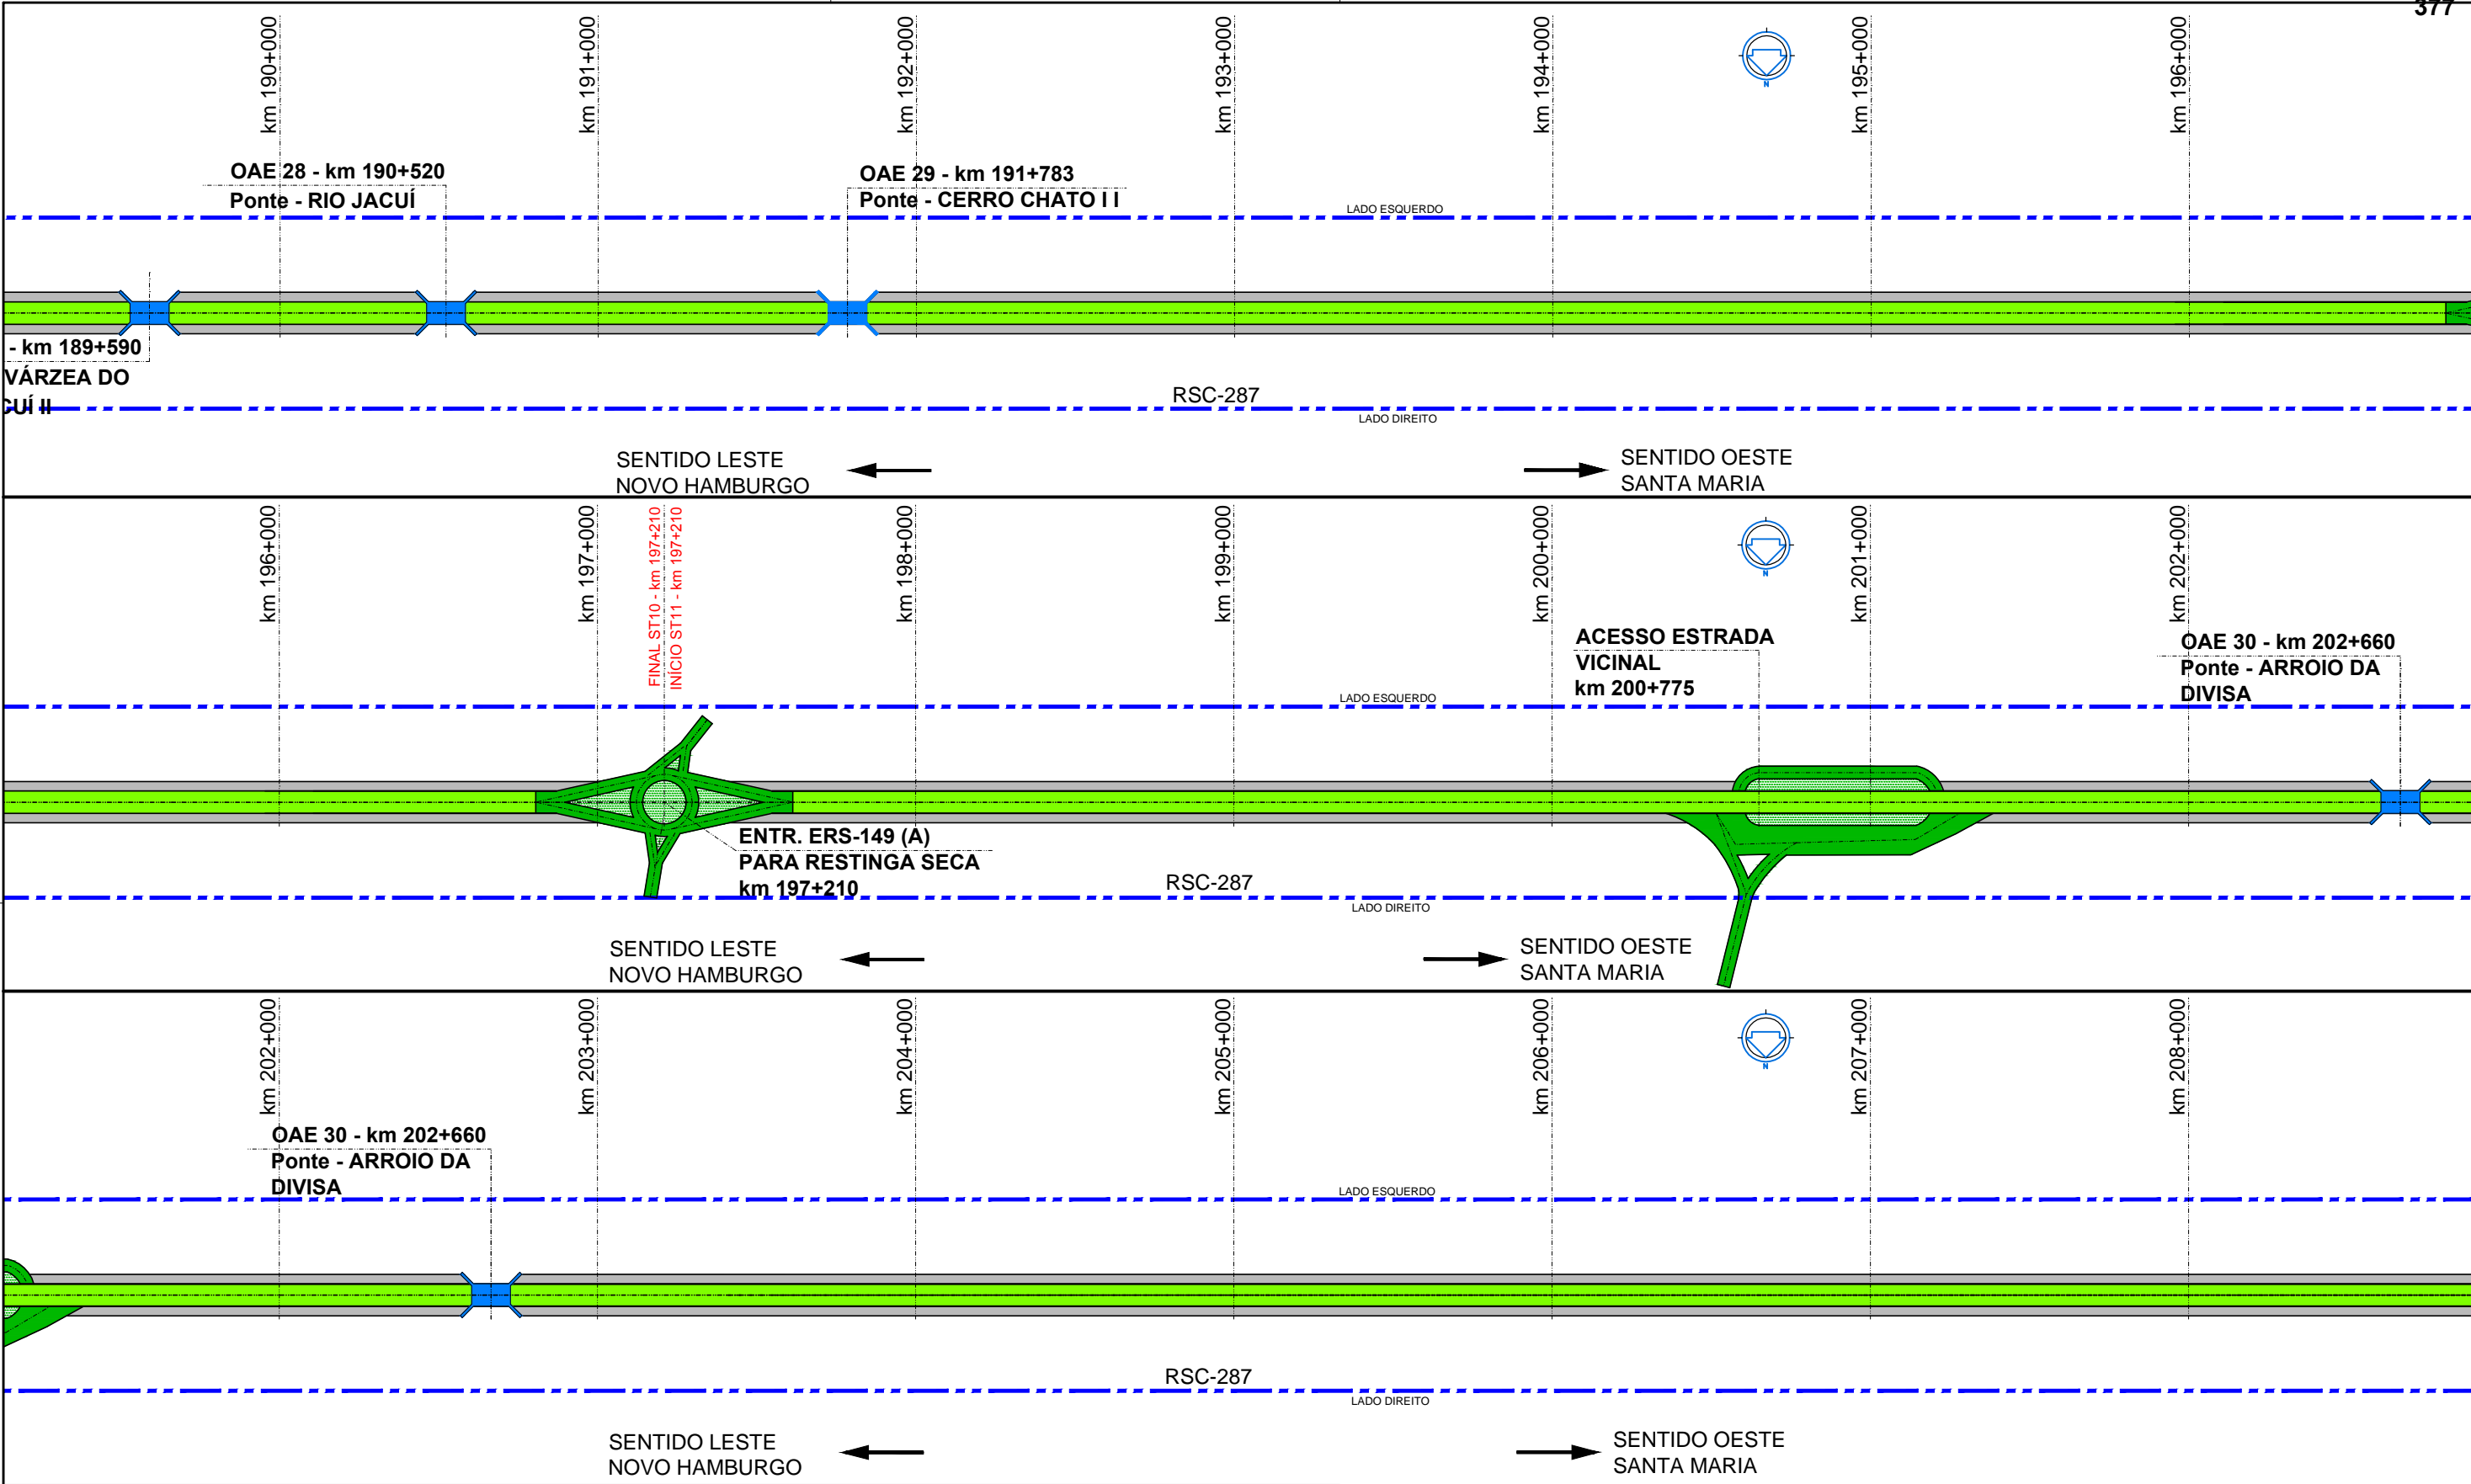 377
km 190+000
km 191+000
km 192+000
km 193+000
km 194+000
km 195+000
km 196+000
N
OAE 28 - km 190+520
Ponte - RIO JACUÍ
OAE 29 - km 191+783
Ponte - CERRO CHATO I I
LADO ESQUERDO
- km 189+590
VÁRZEA DO
CUÍ II
RSC-287
LADO DIREITO
SENTIDO LESTE
NOVO HAMBURGO
SENTIDO OESTE
SANTA MARIA
km 196+000
km 197+000
FINAL ST10 - km 197+210
INÍCIO ST11 - km 197+210
km 198+000
km 199+000
km 200+000
km 201+000
km 202+000
N
ACESSO ESTRADA
VICINAL
km 200+775
OAE 30 - km 202+660
Ponte - ARROIO DA
DIVISA
LADO ESQUERDO
ENTR. ERS-149 (A)
PARA RESTINGA SECA
km 197+210
RSC-287
LADO DIREITO
SENTIDO LESTE
NOVO HAMBURGO
SENTIDO OESTE
SANTA MARIA
km 202+000
km 203+000
km 204+000
km 205+000
km 206+000
km 207+000
km 208+000
N
OAE 30 - km 202+660
Ponte - ARROIO DA
DIVISA
LADO ESQUERDO
RSC-287
LADO DIREITO
SENTIDO LESTE
NOVO HAMBURGO
SENTIDO OESTE
SANTA MARIA